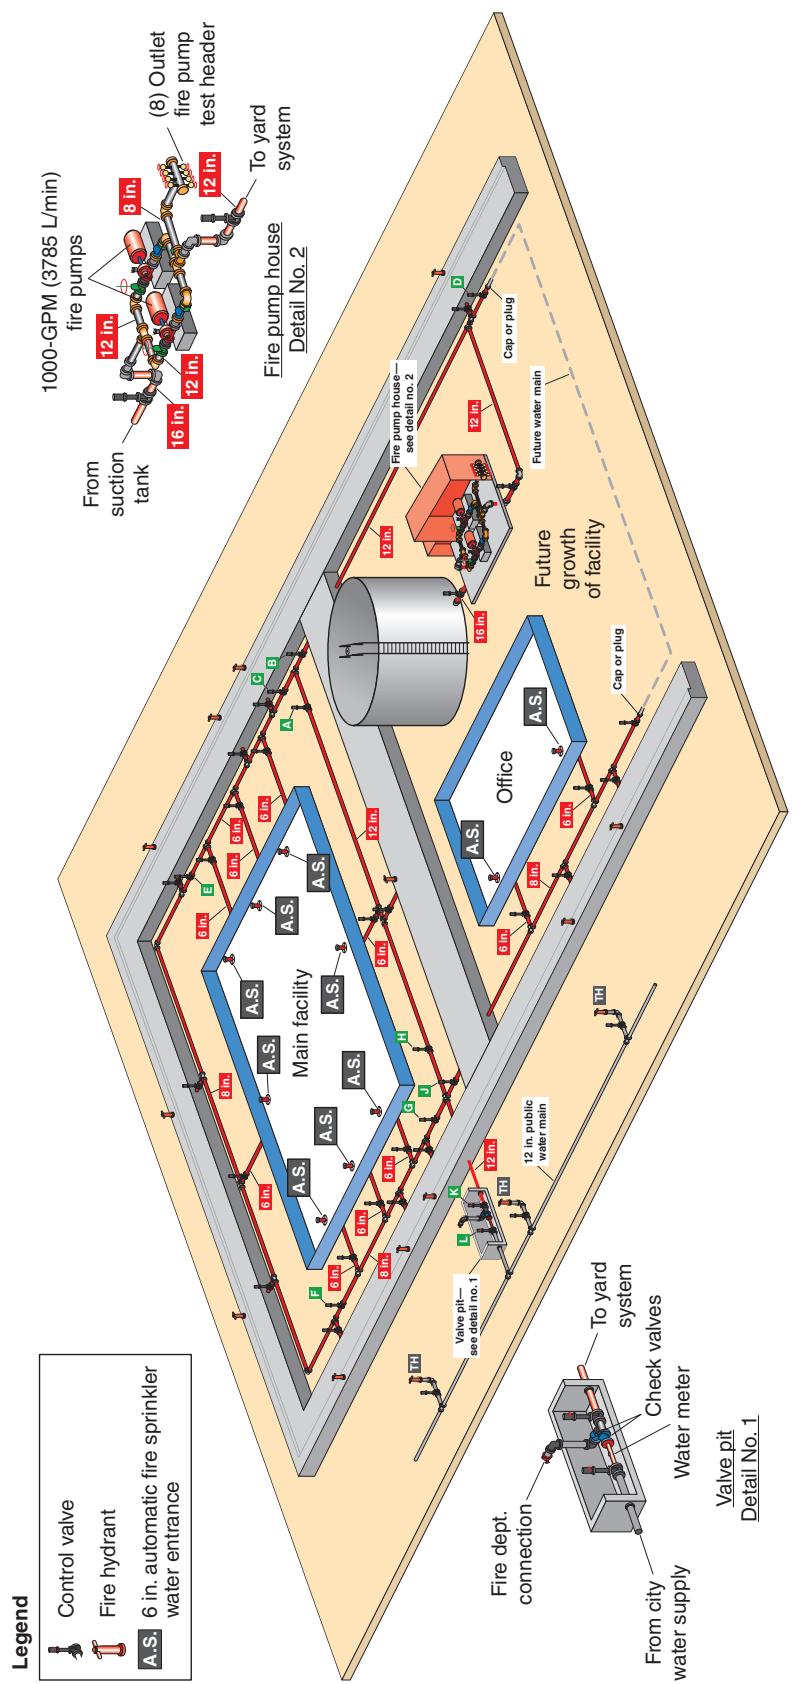 Legend
Control valve
Fire hydrant
A.S.
6 in. automatic fire sprinkler
water entrance
1000-GPM (3785 L/min)
fire pumps
(8) Outlet
fire pump
test header
8 in.
12 in.
12 in.
12 in.
16 in.
To yard
system
From
suction
tank
Fire pump house
Detail No. 2
D
Cap or plug
Fire pump house—
see detail no. 2
12 in.
12 in.
Future water main
Future
growth
of facility
16 in.
Cap or plug
B
C
A
E
6 in.
6 in.
6 in.
6 in.
12 in.
6 in.
A.S.
A.S.
A.S.
A.S.
A.S.
A.S.
A.S.
A.S.
Main facility
8 in.
6 in.
H
J
G
F
6 in.
6 in.
6 in.
8 in.
Office
A.S.
A.S.
6 in.
8 in.
6 in.
K
L
12 in.
TH
TH
TH
12 in. public
water main
Valve pit—
see detail no. 1
To yard
system
Check valves
Water meter
Fire dept.
connection
From city
water supply
Valve pit
Detail No. 1